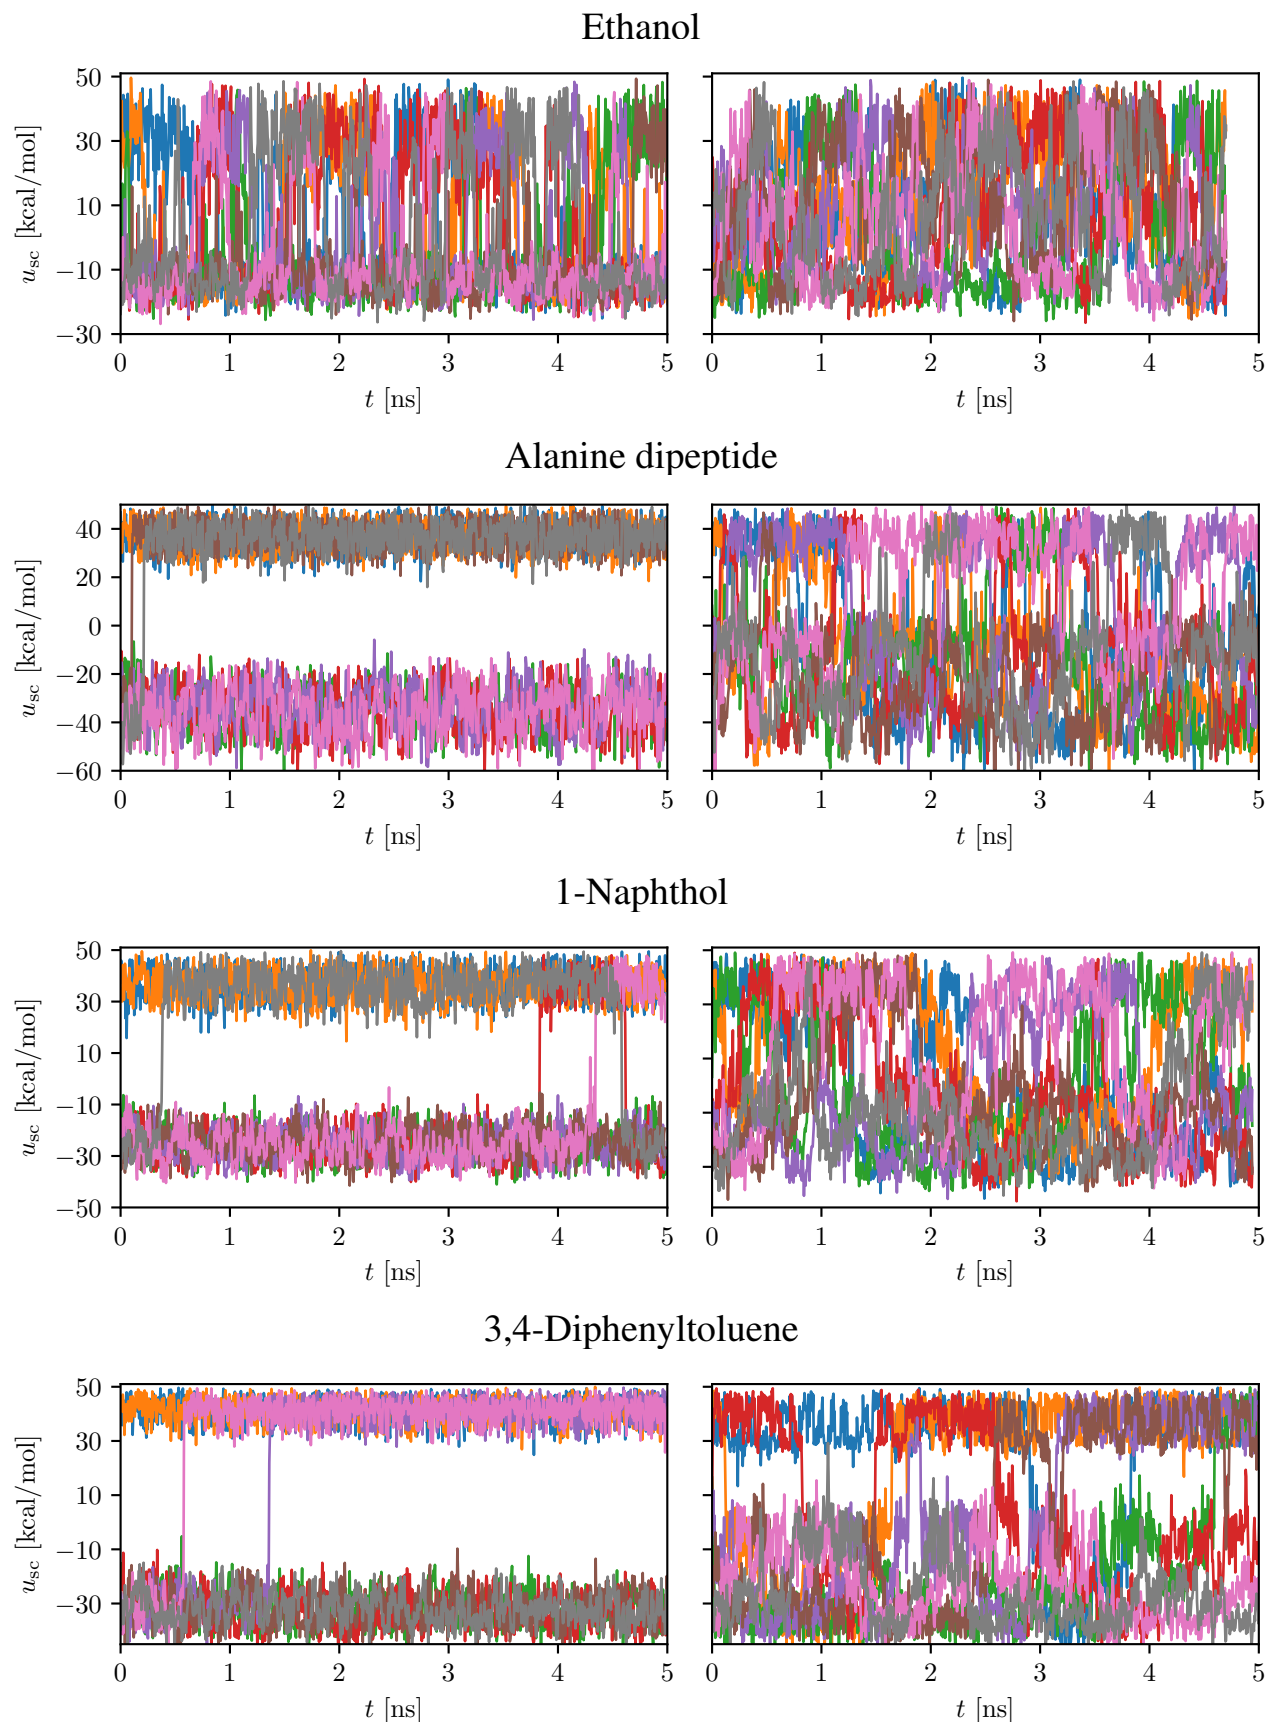 Ethanol
50
30
10
−10
−30
u_sc [kcal/mol]
0 1 2 3 4 5
0 1 2 3 4 5
t [ns]
t [ns]
Alanine dipeptide
40
20
0
−20
−40
−60
u_sc [kcal/mol]
0 1 2 3 4 5
0 1 2 3 4 5
t [ns]
t [ns]
1-Naphthol
50
30
10
−10
−30
−50
u_sc [kcal/mol]
0 1 2 3 4 5
0 1 2 3 4 5
t [ns]
t [ns]
3,4-Diphenyltoluene
50
30
10
−10
−30
u_sc [kcal/mol]
0 1 2 3 4 5
0 1 2 3 4 5
t [ns]
t [ns]